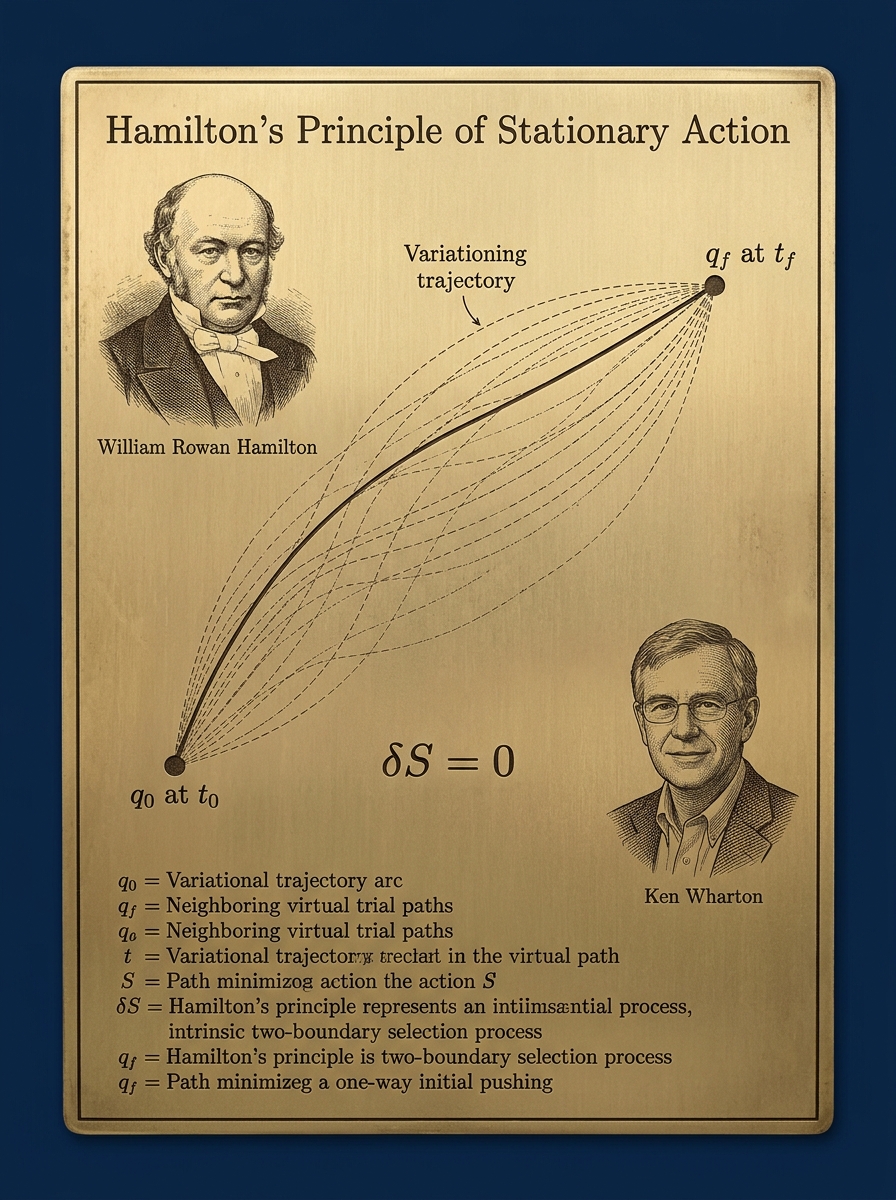 Hamilton's Principle of Stationary Action
Variationing
trajectory
q_f at t_f
William Rowan Hamilton
δS = 0
q_0 at t_0
Ken Wharton
q_0 = Variational trajectory arc
q_f = Neighboring virtual trial paths
q_o = Neighboring virtual trial paths
t = Variational in the virtual path
S = Path minimizog action the action S
δS = Hamilton's principle represents an process,
intrinsic two-boundary selection process
q_f = Hamilton's principle is two-boundary selection process
q_f = Path minimizeg a one-way initial pushing